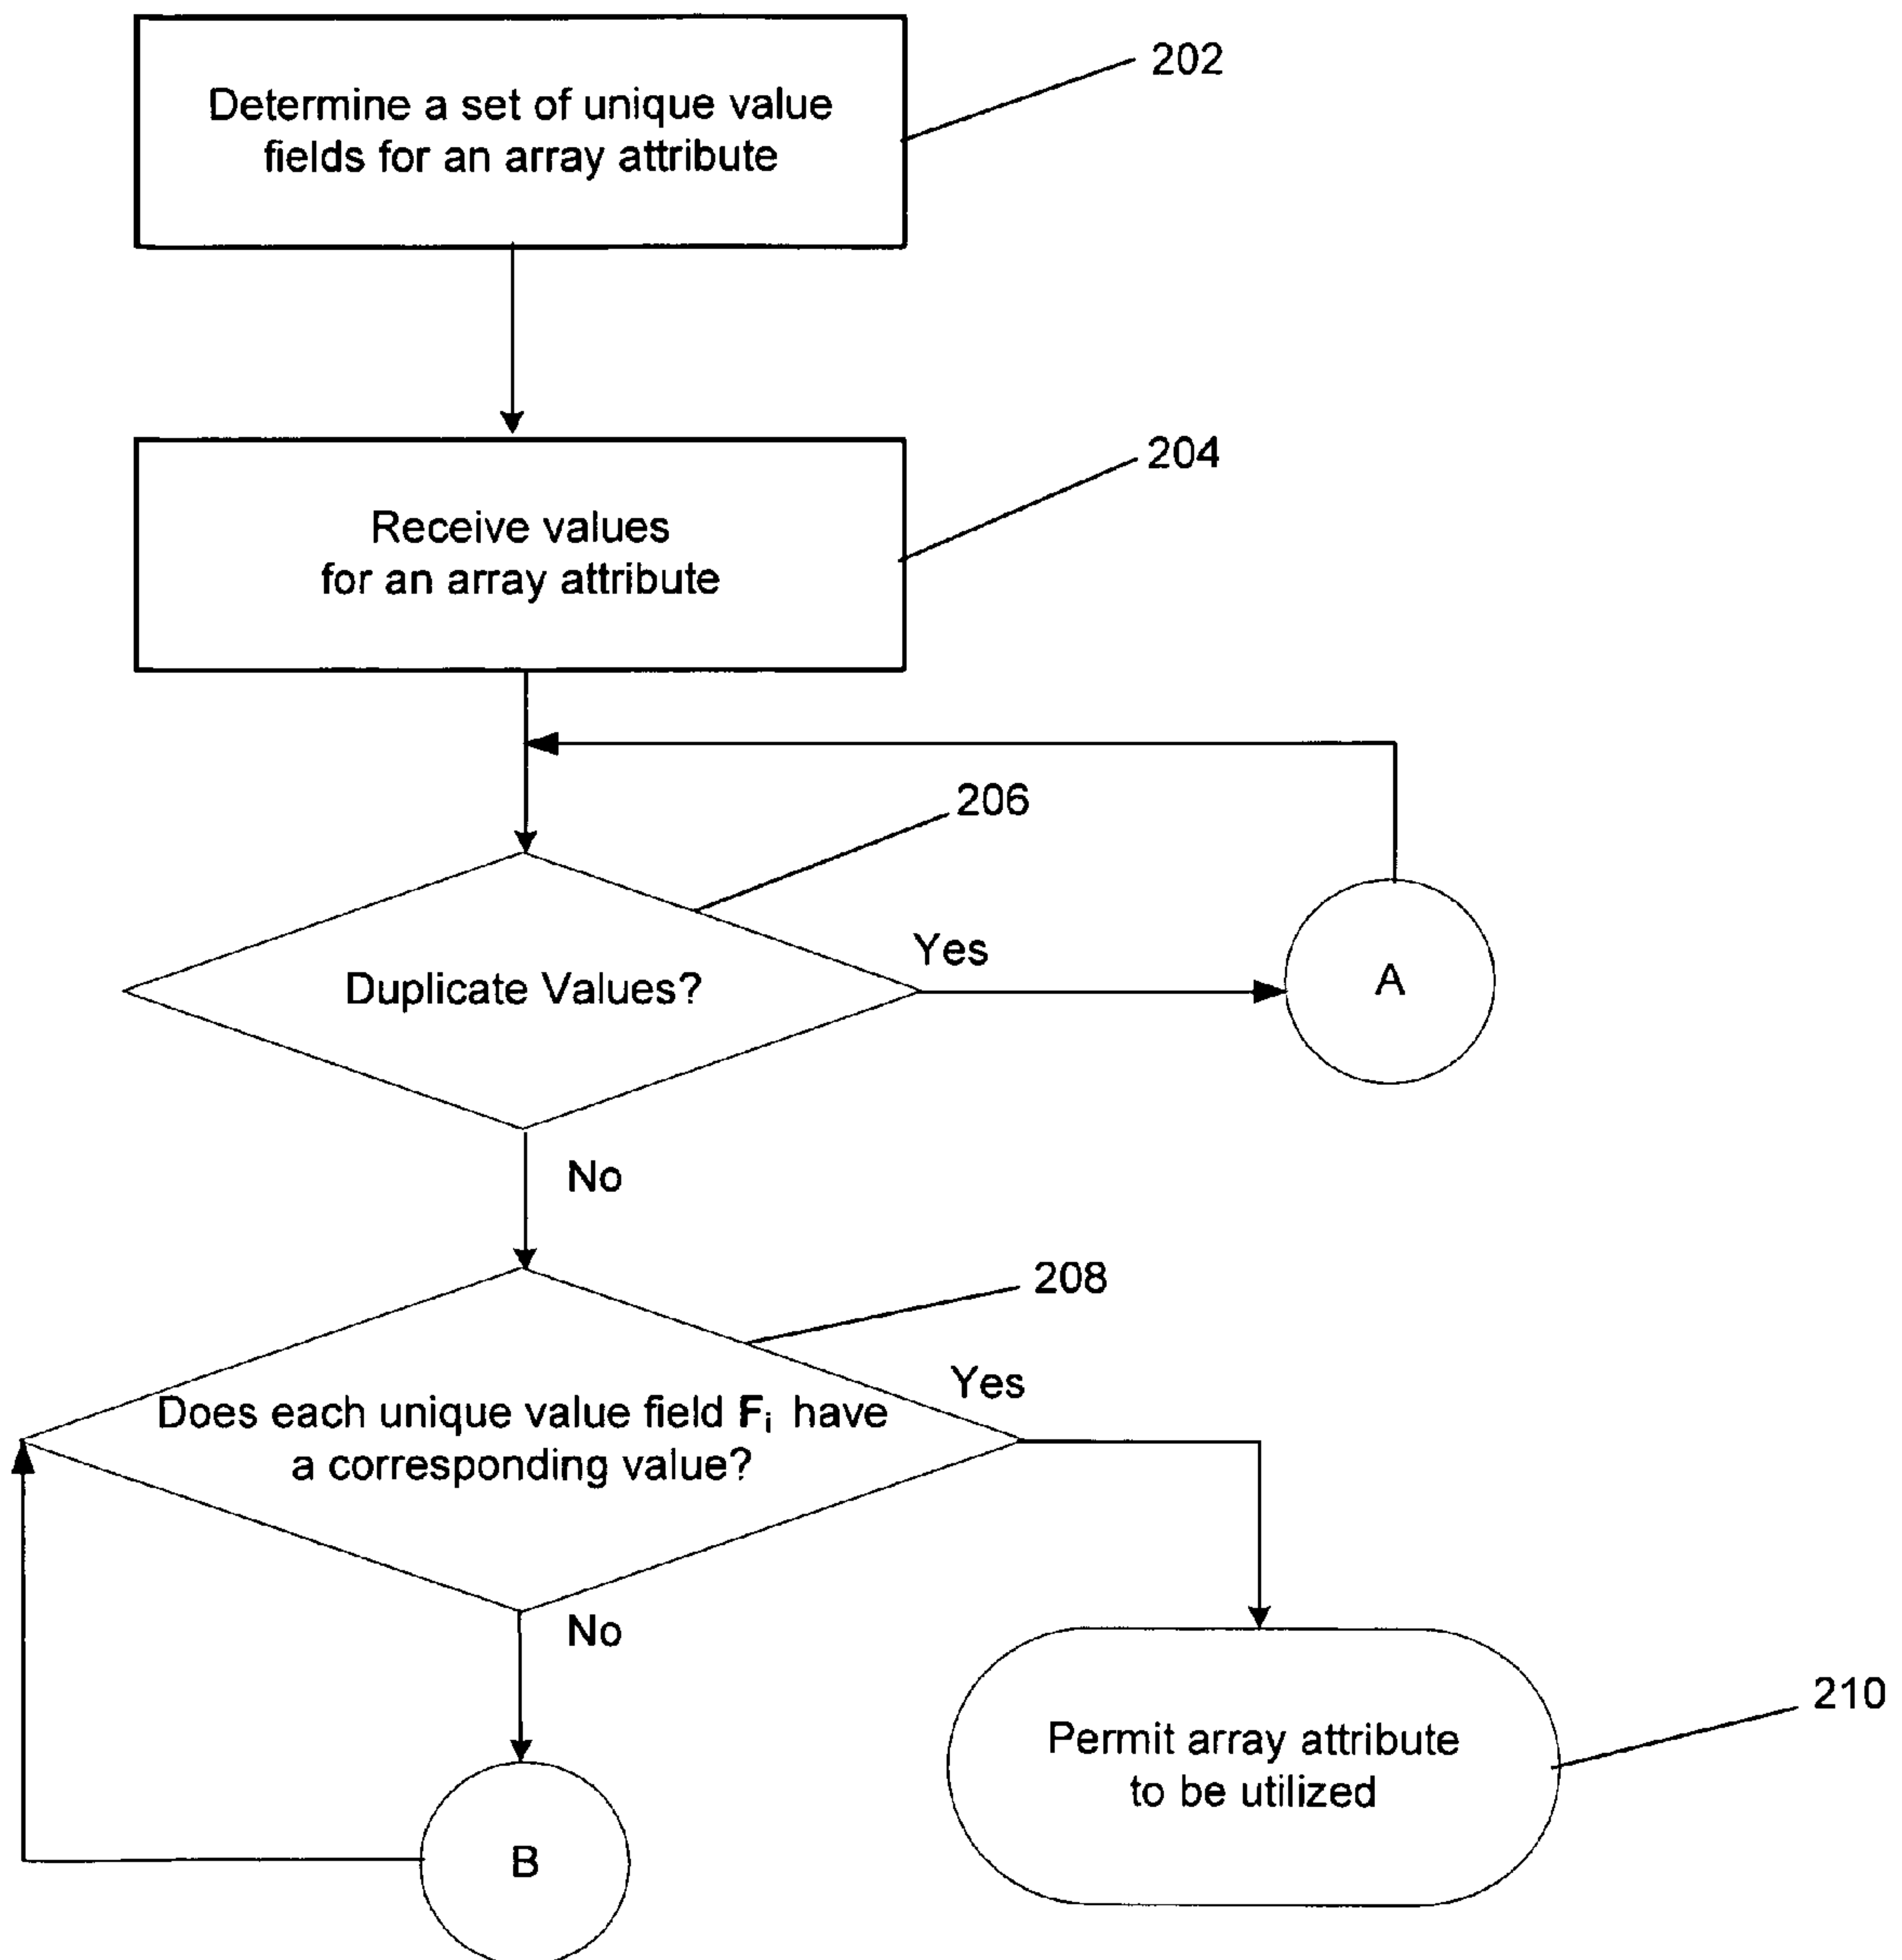 202
Determine a set of unique value
fields for an array attribute
204
Receive values
for an array attribute
206
Yes
Duplicate Values?
A
No
208
Yes
Does each unique value field Fi have
a corresponding value?
No
210
Permit array attribute
to be utilized
B